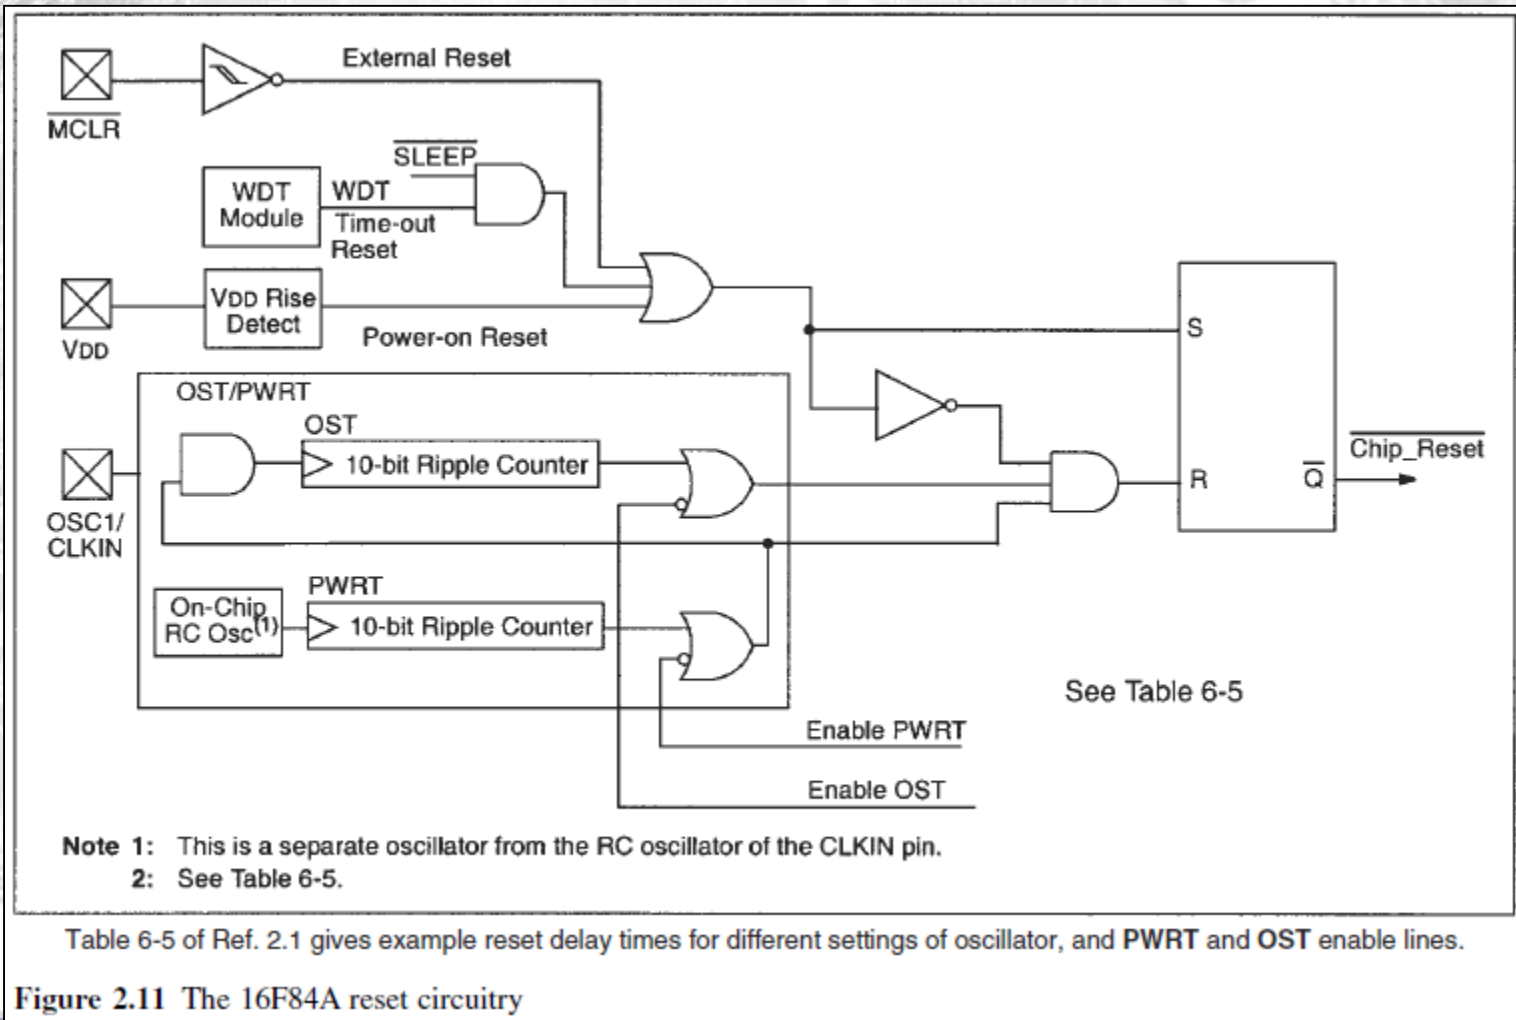 External Reset
MCLR
SLEEP
WDT
Module
WDT
Time-out
Reset
VDD Rise
Detect
Power-on Reset
VDD
S
OST/PWRT
OST
10-bit Ripple Counter
Chip_Reset
R
Q
OSC1/
CLKIN
PWRT
On-Chip
RC Osc(1)
10-bit Ripple Counter
See Table 6-5
Enable PWRT
Enable OST
Note 1: This is a separate oscillator from the RC oscillator of the CLKIN pin.
2: See Table 6-5.
Table 6-5 of Ref. 2.1 gives example reset delay times for different settings of oscillator, and PWRT and OST enable lines.
Figure 2.11 The 16F84A reset circuitry